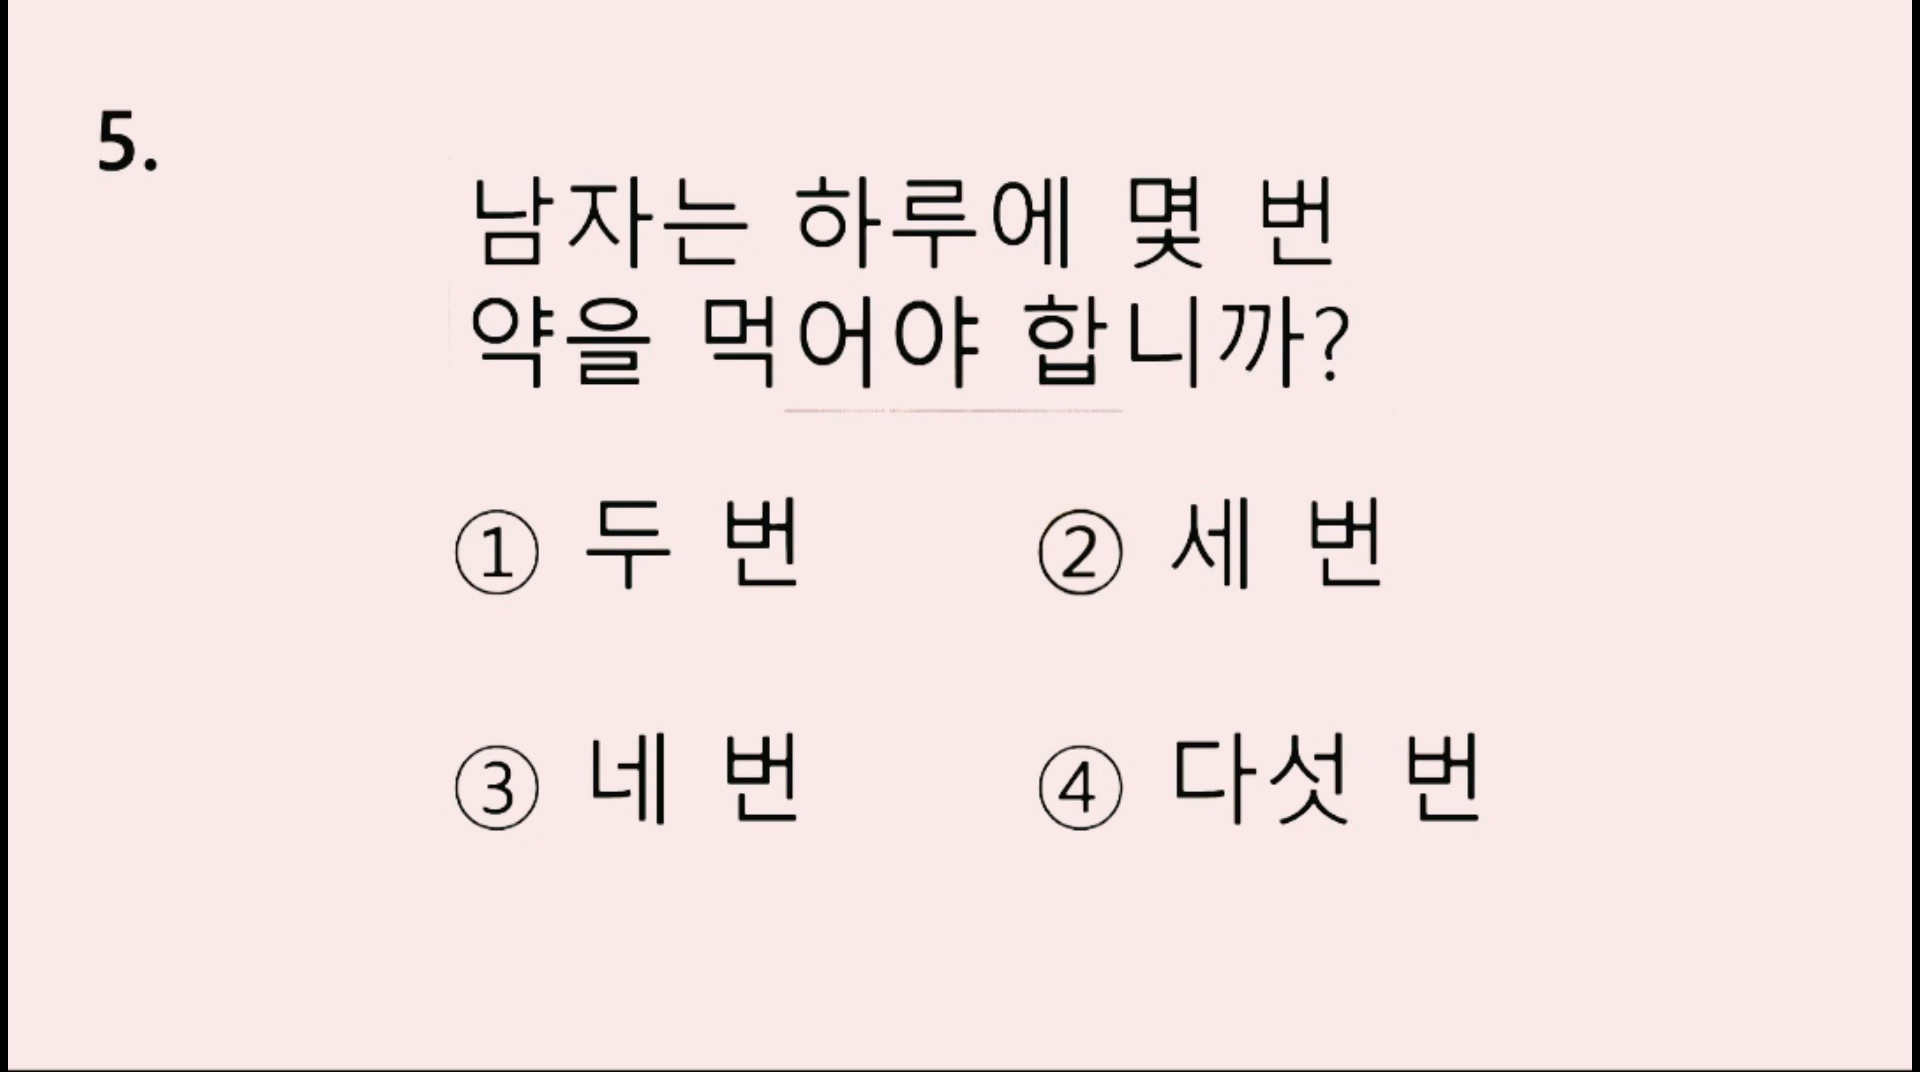 5.
남자는 하루에 몇 번
약을 먹어야 합니까?
① 두 번 ② 세 번
③ 네 번 ④ 다섯 번